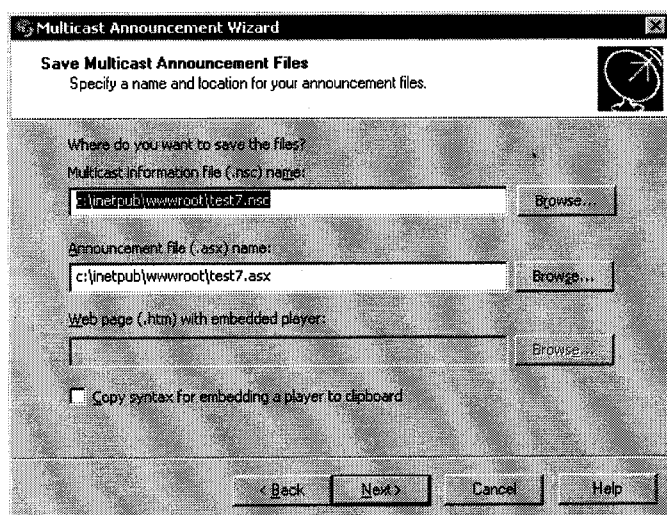 Multicast Announcement Wizard
Save Multicast Announcement Files
Specify a name and location for your announcement files.
Where do you want to save the files?
Multicast information file (.nsc) name:
c:\inetpub\wwwroot\test7.nsc
Browse...
Announcement file (.asx) name:
c:\inetpub\wwwroot\test7.asx
Browse...
Web page (.htm) with embedded player:
Browse...
Copy syntax for embedding a player to clipboard
< Back
Next >
Cancel
Help